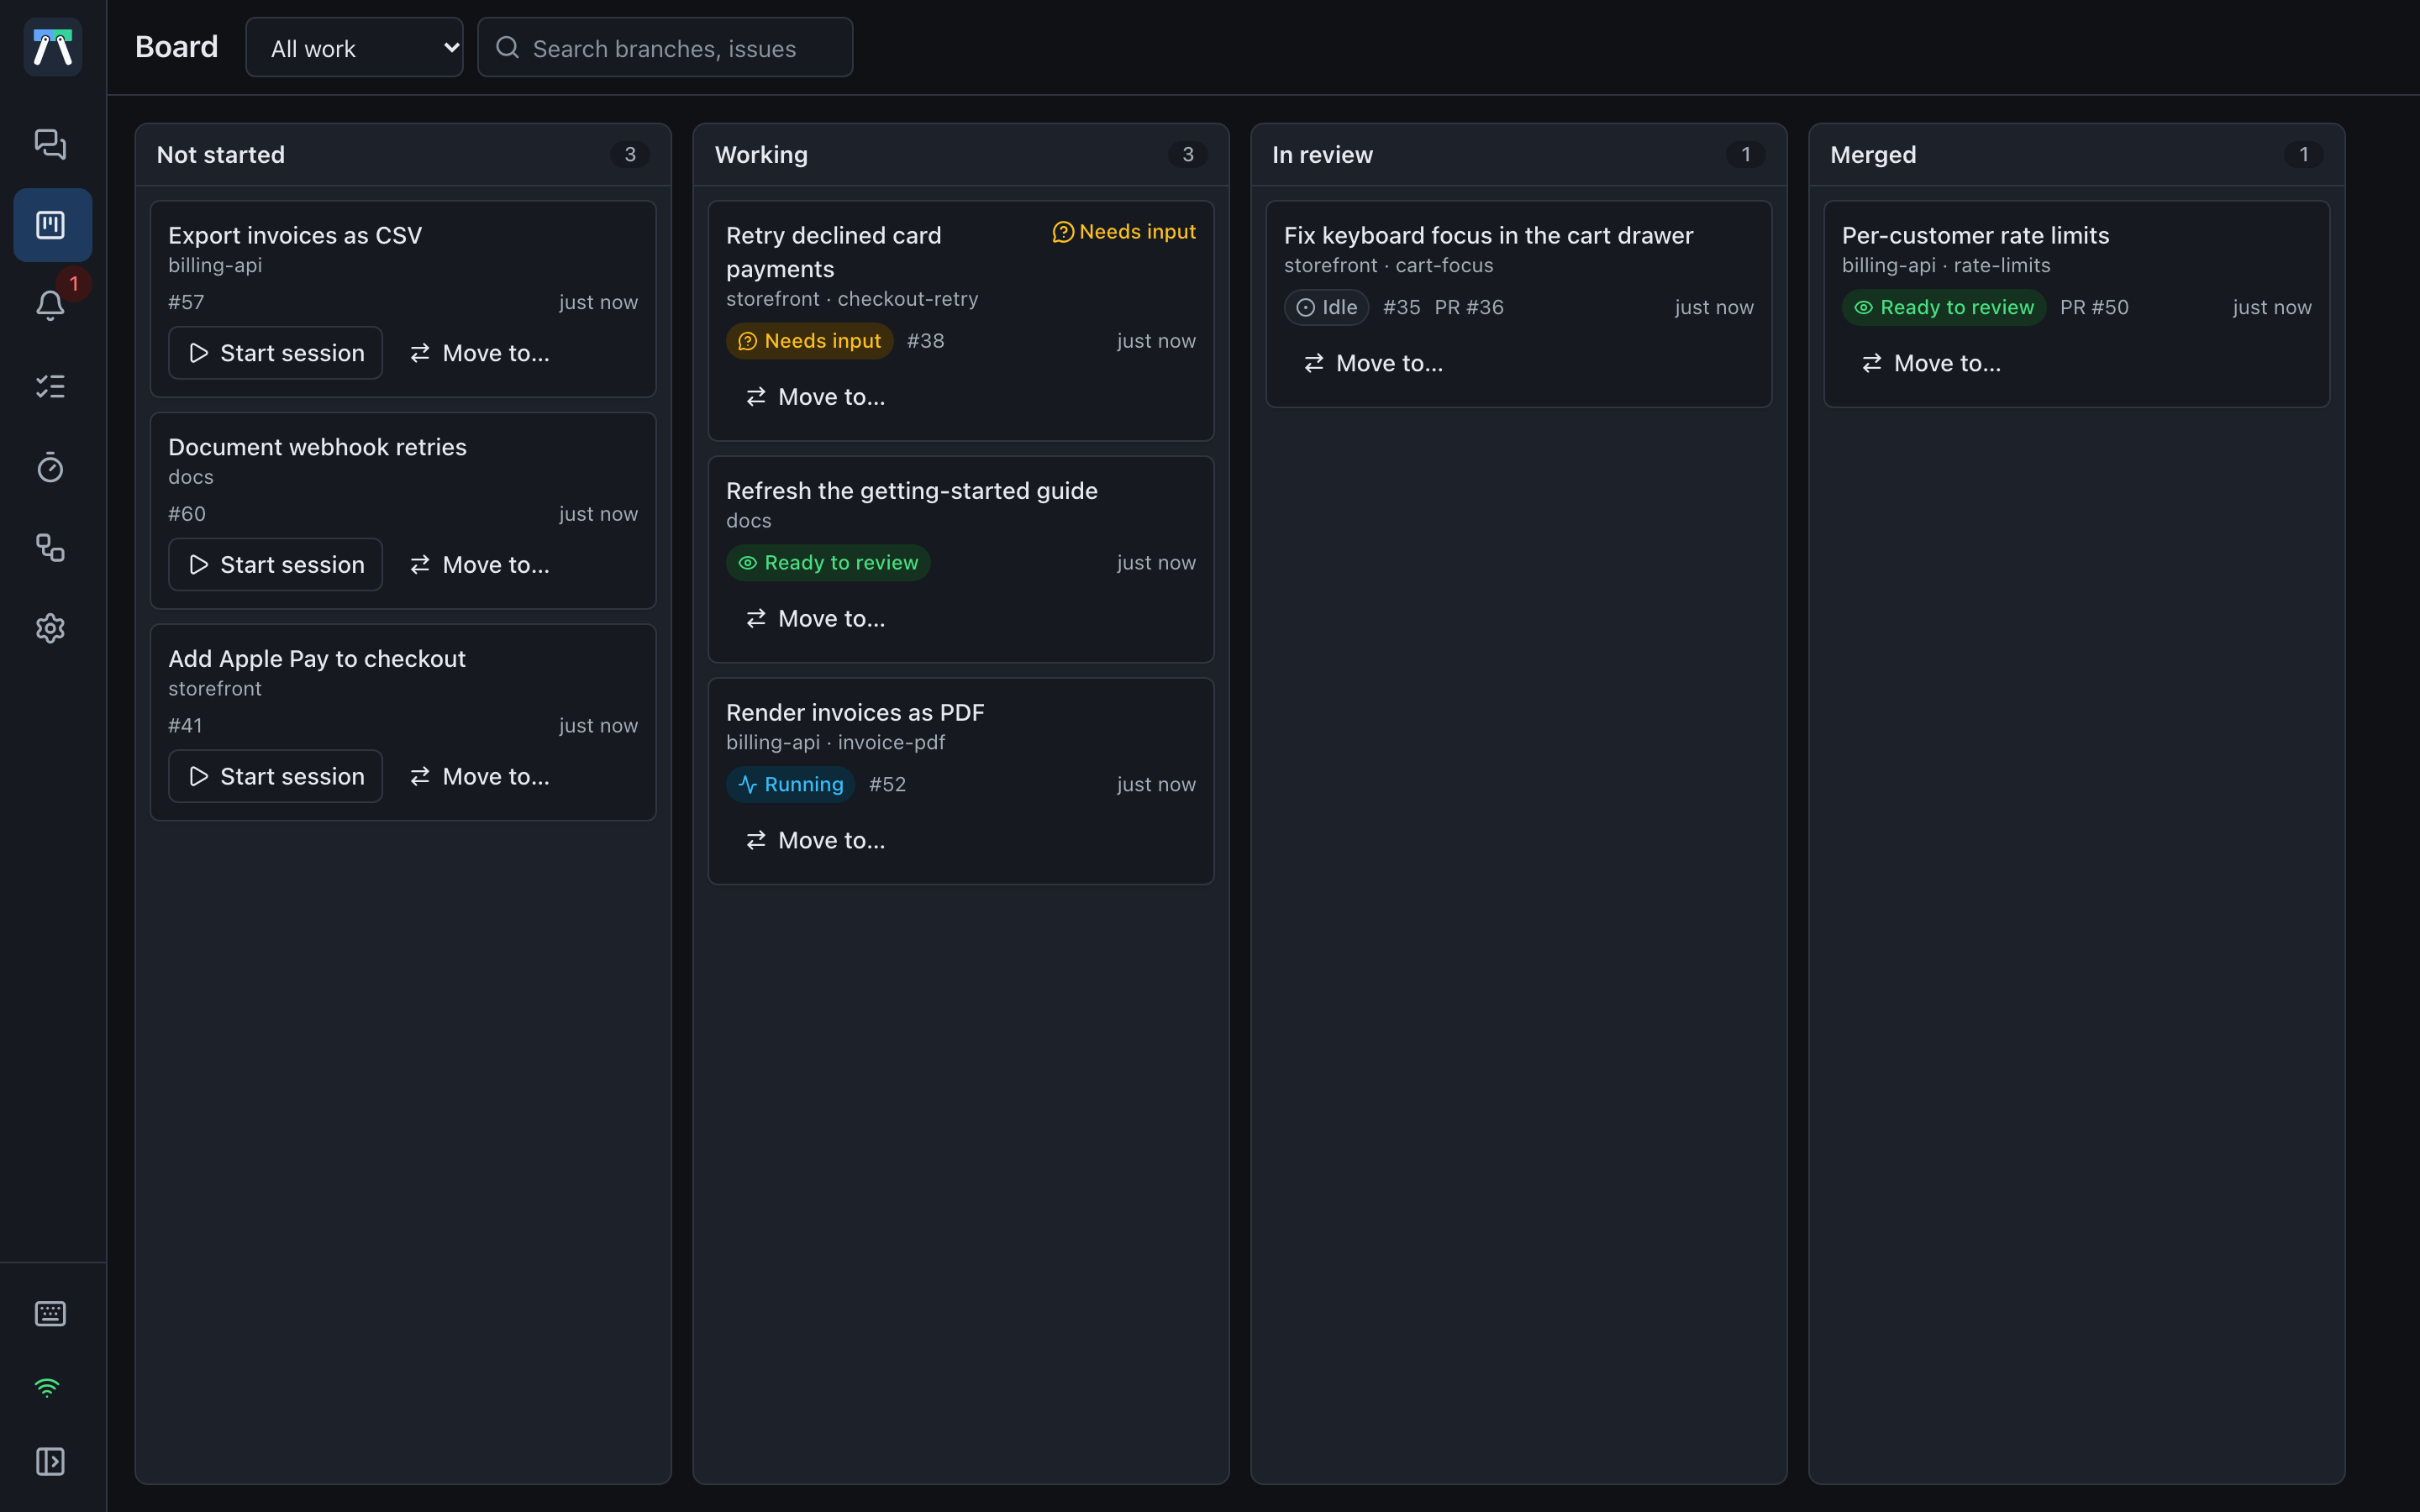 Board
All work
Search branches, issues
1
Not started
3
Export invoices as CSV
billing-api
#57
just now
Start session
Move to...
Document webhook retries
docs
#60
just now
Start session
Move to...
Add Apple Pay to checkout
storefront
#41
just now
Start session
Move to...
Working
3
Retry declined card
payments
Needs input
storefront · checkout-retry
Needs input
#38
just now
Move to...
Refresh the getting-started guide
docs
Ready to review
just now
Move to...
Render invoices as PDF
billing-api · invoice-pdf
Running
#52
just now
Move to...
In review
1
Fix keyboard focus in the cart drawer
storefront · cart-focus
Idle
#35
PR #36
just now
Move to...
Merged
1
Per-customer rate limits
billing-api · rate-limits
Ready to review
PR #50
just now
Move to...